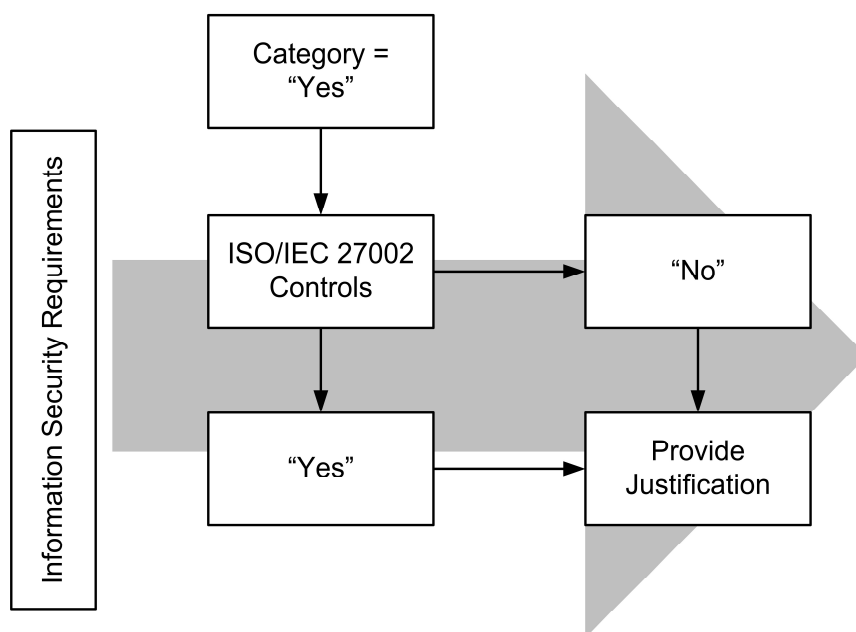 Category =
“Yes”
Information Security Requirements
ISO/IEC 27002
Controls
“No”
“Yes”
Provide
Justification